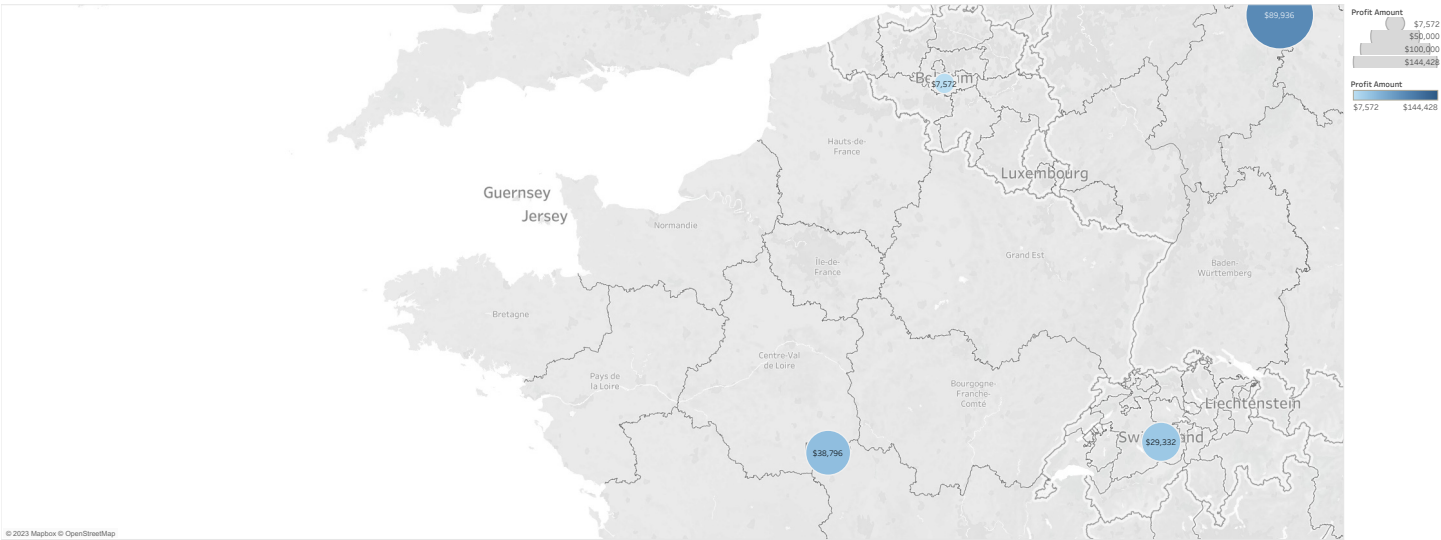 $89,936
Profit Amount
$7,572
$50,000
$100,000
$144,428
Profit Amount
$7,572 $144,428
$7,572
Hauts-de-
France
Luxembourg
Guernsey
Jersey
Normandie
Île-de-
France
Grand Est
Baden-
Württemberg
Bretagne
Centre-Val
de Loire
Pays de
la Loire
Bourgogne-
Franche-
Comté
Liechtenstein
$29,332
$38,796
© 2023 Mapbox © OpenStreetMap